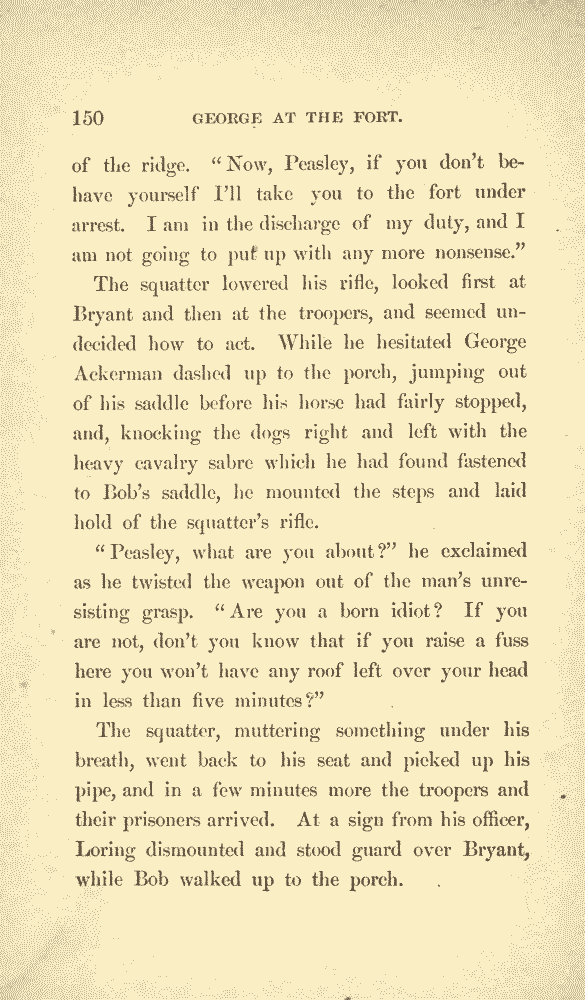 150 GEORGE AT THE FORT.
of the ridge. “Now, Peasley, if you don’t be-
have yourself I’ll take you to the fort under
arrest. I am in the discharge of my duty, and I
am not going to put up with any more nonsense.”
The squatter lowered his rifle, looked first at
Bryant and then at the troopers, and seemed un-
decided how to act. While he hesitated George
Ackerman dashed up to the porch, jumping out
of his saddle before his horse had fairly stopped,
and, knocking the dogs right and left with the
heavy cavalry sabre which he had found fastened
to Bob’s saddle, he mounted the steps and laid
hold of the squatter’s rifle.
“Peasley, what are you about?” he exclaimed
as he twisted the weapon out of the man’s unre-
sisting grasp. “Are you a born idiot? If you
are not, don’t you know that if you raise a fuss
here you won’t have any roof left over your head
in less than five minutes?”
The squatter, muttering something under his
breath, went back to his seat and picked up his
pipe, and in a few minutes more the troopers and
their prisoners arrived. At a sign from his officer,
Loring dismounted and stood guard over Bryant,
while Bob walked up to the porch.